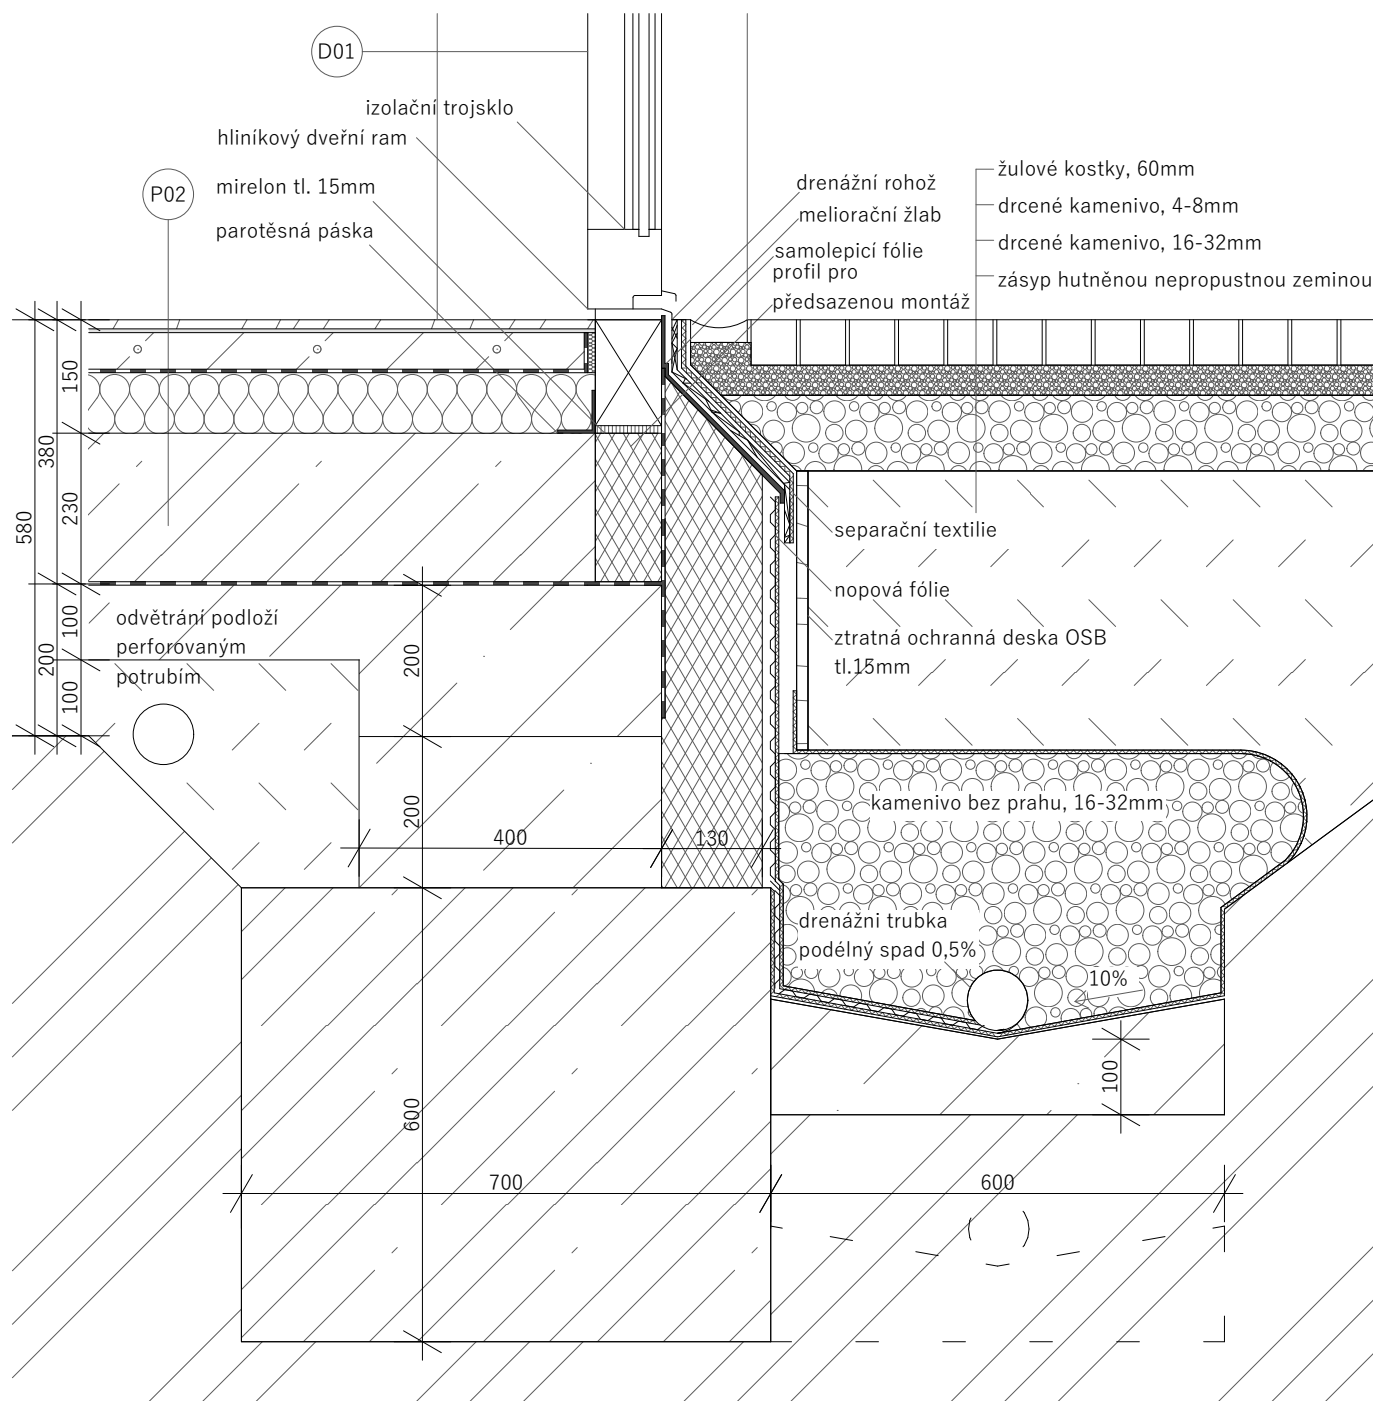 D01
izolační trojsklo
hliníkový dveřní ram
P02
mirelon tl. 15mm
parotěsná páska
drenážní rohož
meliorační žlab
samolepicí fólie
profil pro
předsazenou montáž
žulové kostky, 60mm
drcené kamenivo, 4-8mm
drcené kamenivo, 16-32mm
zásyp hutněnou nepropustnou zeminou
150
380
230
580
100
200
100
odvětrání podloží
perforovaným
potrubím
separační textilie
nopová fólie
ztratná ochranná deska OSB
tl.15mm
200
200
400
130
kamenivo bez prahu, 16-32mm
drenážni trubka
podélný spad 0,5%
10%
100
600
700
600